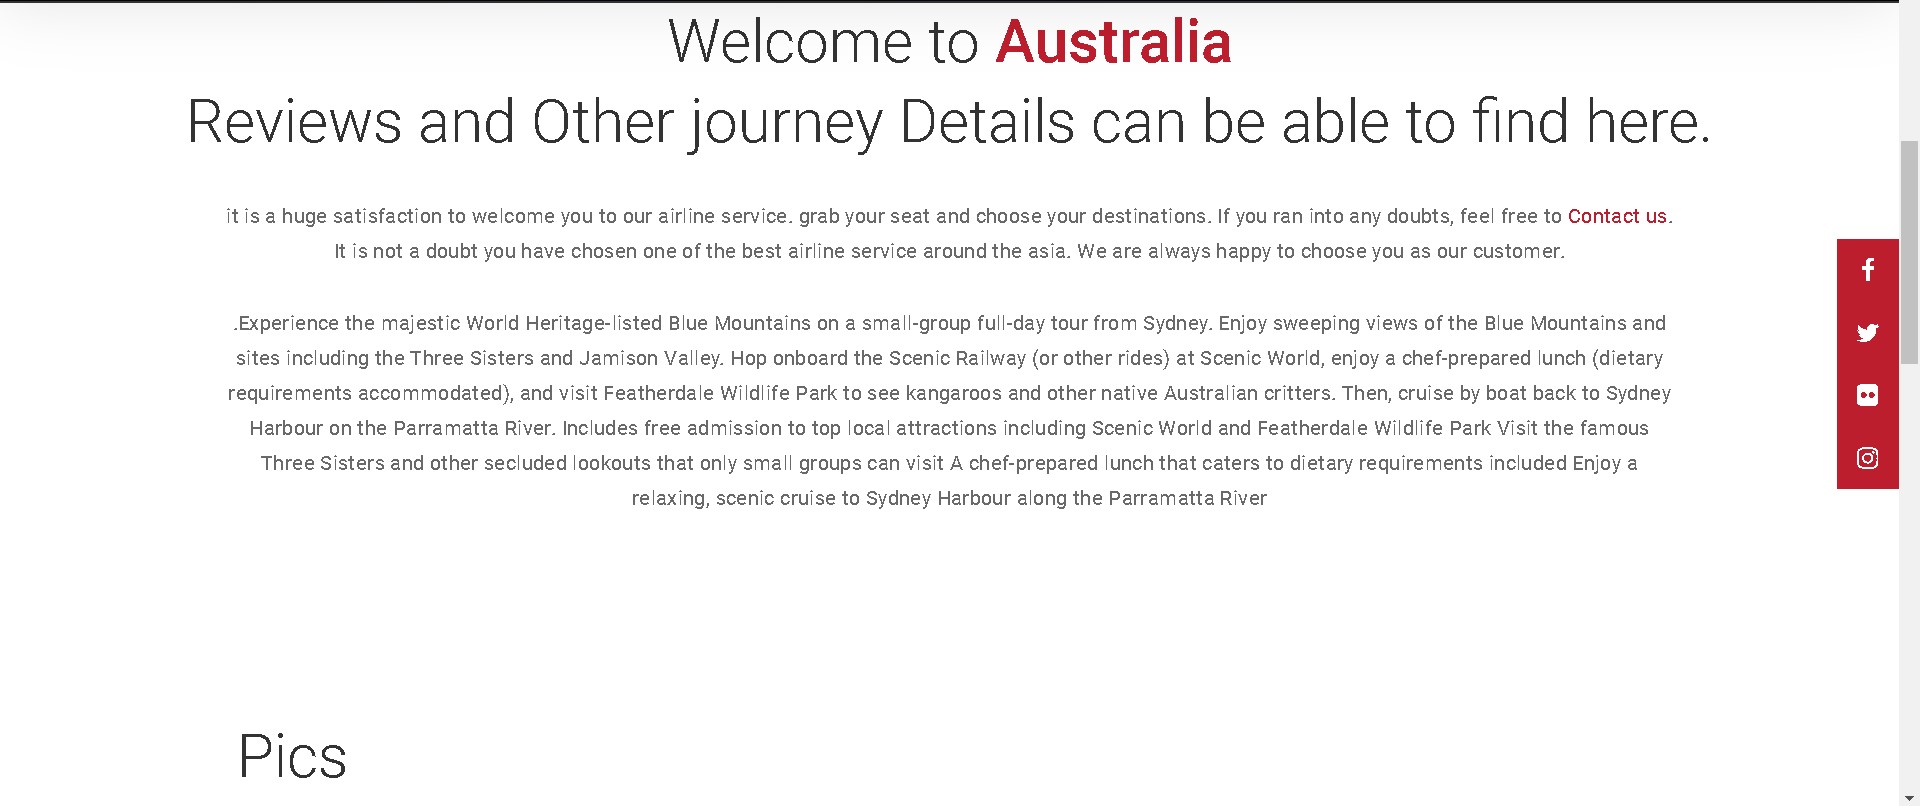 Welcome to Australia
Reviews and Other journey Details can be able to find here.
it is a huge satisfaction to welcome you to our airline service. grab your seat and choose your destinations. If you ran into any doubts, feel free to Contact us.
It is not a doubt you have chosen one of the best airline service around the asia. We are always happy to choose you as our customer.
.Experience the majestic World Heritage-listed Blue Mountains on a small-group full-day tour from Sydney. Enjoy sweeping views of the Blue Mountains and
sites including the Three Sisters and Jamison Valley. Hop onboard the Scenic Railway (or other rides) at Scenic World, enjoy a chef-prepared lunch (dietary
requirements accommodated), and visit Featherdale Wildlife Park to see kangaroos and other native Australian critters. Then, cruise by boat back to Sydney
Harbour on the Parramatta River. Includes free admission to top local attractions including Scenic World and Featherdale Wildlife Park Visit the famous
Three Sisters and other secluded lookouts that only small groups can visit A chef-prepared lunch that caters to dietary requirements included Enjoy a
relaxing, scenic cruise to Sydney Harbour along the Parramatta River
Pics